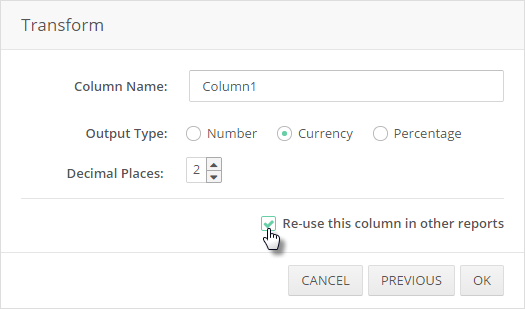 Transform
Column Name: Column1
Output Type: Number Currency Percentage
Decimal Places: 2
Re-use this column in other reports
CANCEL PREVIOUS OK